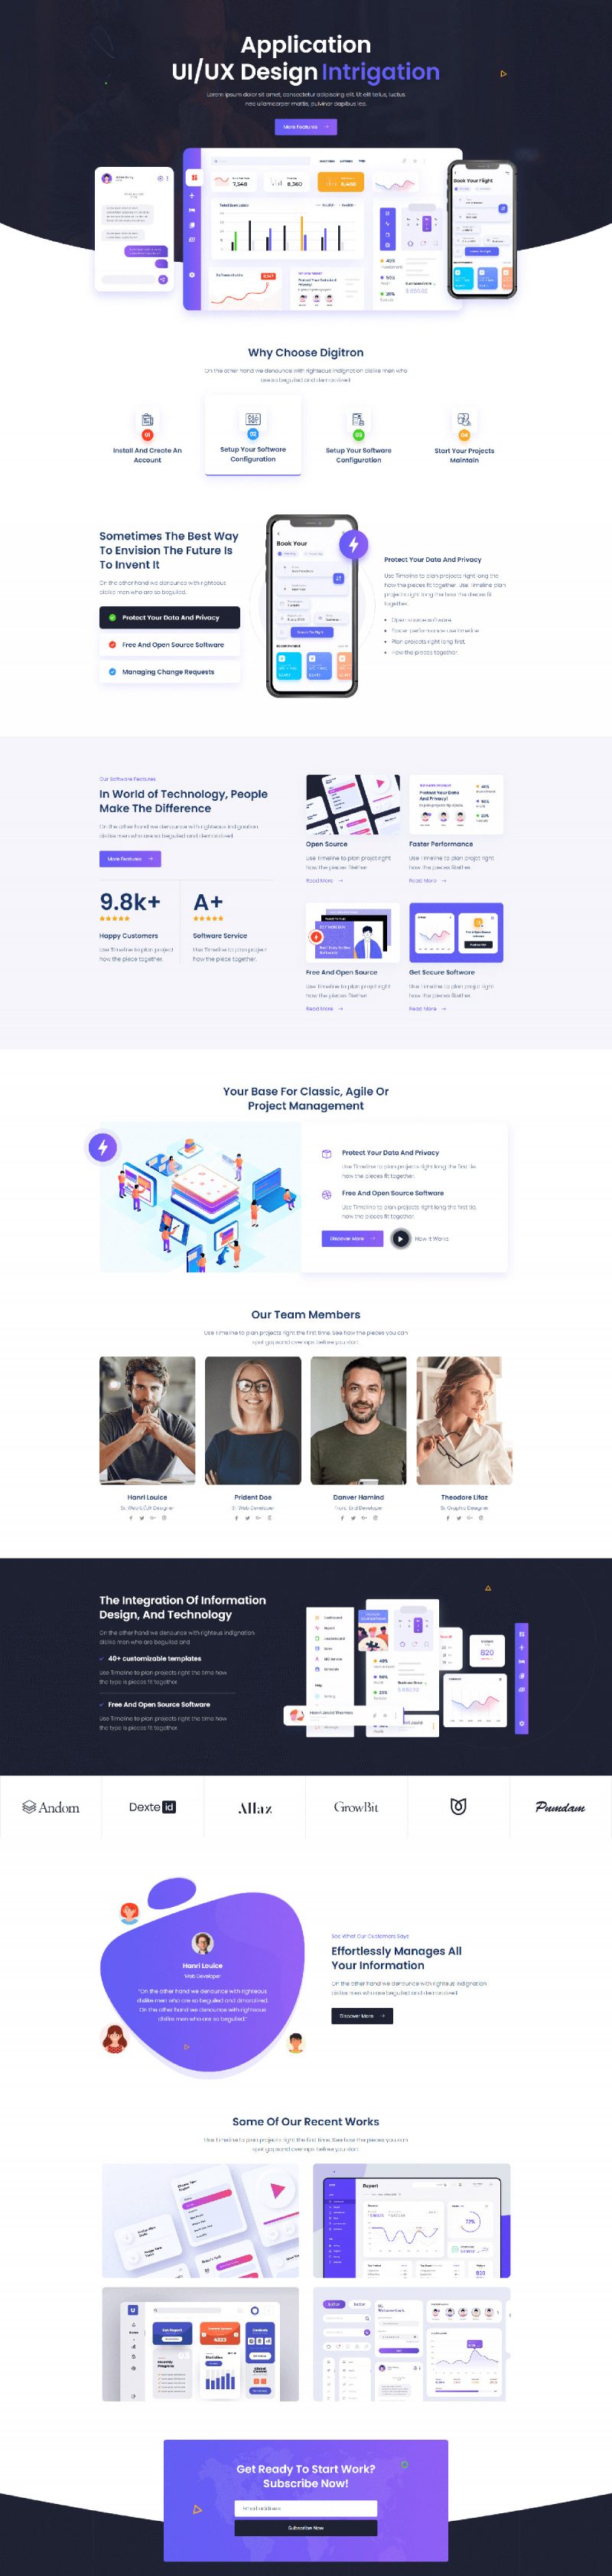 Application
UI/UX Design Intrigation
Lorem ipsum dolor sit amet, consectetur adipiscing elit. Ut elit tellus, luctus
nec ullamcorper mattis, pulvinar dapibus leo.
More Features
7,548
8,360
Book Your Flight
Why Choose Digitron
On the other hand we denounce with righteous indignation dislike men who
are so beguiled and demoralized.
01
02
03
04
Install And Create An
Account
Setup Your Software
Configuration
Setup Your Software
Configuration
Start Your Projects
Maintain
Sometimes The Best Way
To Envision The Future Is
To Invent It
On the other hand we denounce with righteous
dislike men who are so beguiled.
Protect Your Data And Privacy
Free And Open Source Software
Managing Change Requests
Book Your
Protect Your Data And Privacy
Use Timeline to plan projects right long the
how the pieces fit together. Use Timeline plan
projects right long the how the pieces fit
together.
Open source software
Faster performance use timeline
Plan projects right long first.
How the pieces together.
Our Software Features
In World of Technology, People
Make The Difference
On the other hand we denounce with righteous indignation
dislike men who are so beguiled and demoralized.
More Features
9.8k+
Happy Customers
Use Timeline to plan project
how the piece together.
A+
Software Service
Use Timeline to plan project
how the piece together.
Open Source
Use Timeline to plan projct right
how the pieces fitether.
Read More
Faster Performance
Use Timeline to plan projct right
how the pieces fitether.
Read More
Free And Open Source
Use Timeline to plan projct right
how the pieces fitether.
Read More
Get Secure Software
Use Timeline to plan projct right
how the pieces fitether.
Read More
Your Base For Classic, Agile Or
Project Management
Protect Your Data And Privacy
Use Timeline to plan projects right long the first tie,
how the pieces fit together.
Free And Open Source Software
Use Timeline to plan projects right long the first tie,
how the pieces fit together.
Discover More
How It Works
Our Team Members
Use Timeline to plan projects right the first time. See how the pieces you can
spot gaps and overlaps before you start.
Hanri Louice
Sr. Web UI/UX Designer
Prident Doe
Sr. Web Developer
Danver Hamind
Front-End Developer
Theodore Lifaz
Sr. Graphic Designer
The Integration Of Information
Design, And Technology
On the other hand we denounce with righteus indignation
dislike men who are so beguiled and
40+ customizable templates
Use Timeline to plan projects right the time how
the type is pieces fit together.
Free And Open Source Software
Use Timeline to plan projects right the time how
the type is pieces fit together.
820
Andom
Dexte id
Allaz
GrowBit
Pumdam
Hanri Louice
Web Developer
"On the other hand we denounce with righteous
dislike men who are so beguiled and dmoralized.
On the other hand we denounce with righteous
dislike men who are so beguiled."
See What Our Customers Says
Effortlessly Manages All
Your Information
On the other hand we denounce with righteus indignation
dislike men who are beguiled and demoralized.
Discover More
Some Of Our Recent Works
Use Timeline to plan projects right the first time. See how the pieces you can
spot gaps and overlaps before you start.
Report
72%
820
Get Ready To Start Work?
Subscribe Now!
Email address
Subscribe Now